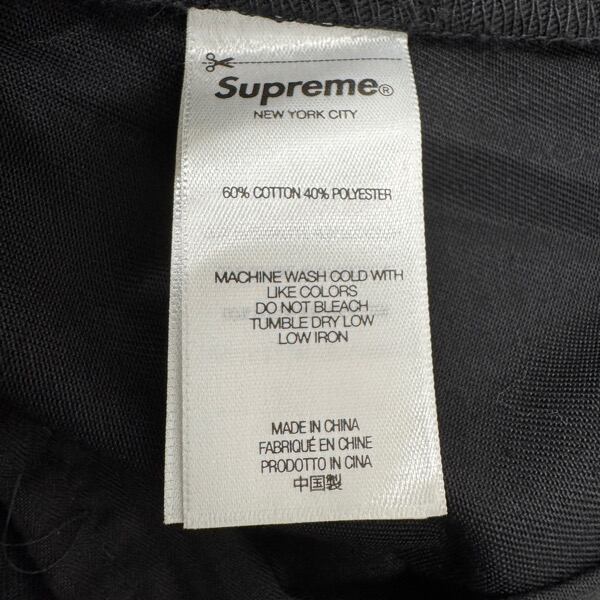 Supreme®
NEW YORK CITY
60% COTTON 40% POLYESTER
MACHINE WASH COLD WITH
LIKE COLORS
DO NOT BLEACH
TUMBLE DRY LOW
LOW IRON
MADE IN CHINA
FABRIQUÉ EN CHINE
PRODOTTO IN CINA
中国製